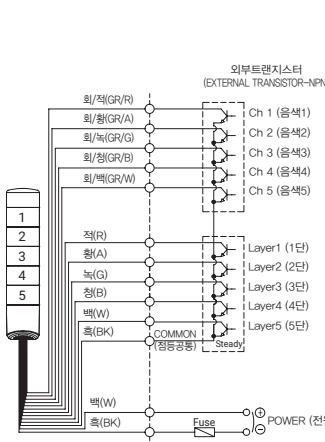 외부트랜지스터
(EXTERNAL TRANSISTOR-NPN
회/적(GR/R)
Ch 1 (음색1)
회/황(GR/A)
Ch 2 (음색2)
회/녹(GR/G)
Ch 3 (음색3)
회/청(GR/B)
Ch 4 (음색4)
회/백(GR/W)
Ch 5 (음색5)
1
2
3
4
5
적(R)
Layer1 (1단)
황(A)
Layer2 (2단)
녹(G)
Layer3 (3단)
청(B)
Layer4 (4단)
백(W)
Layer5 (5단)
흑(BK)
COMMON
(점등공통)
Steady
백(W)
흑(BK)
Fuse
POWER (전